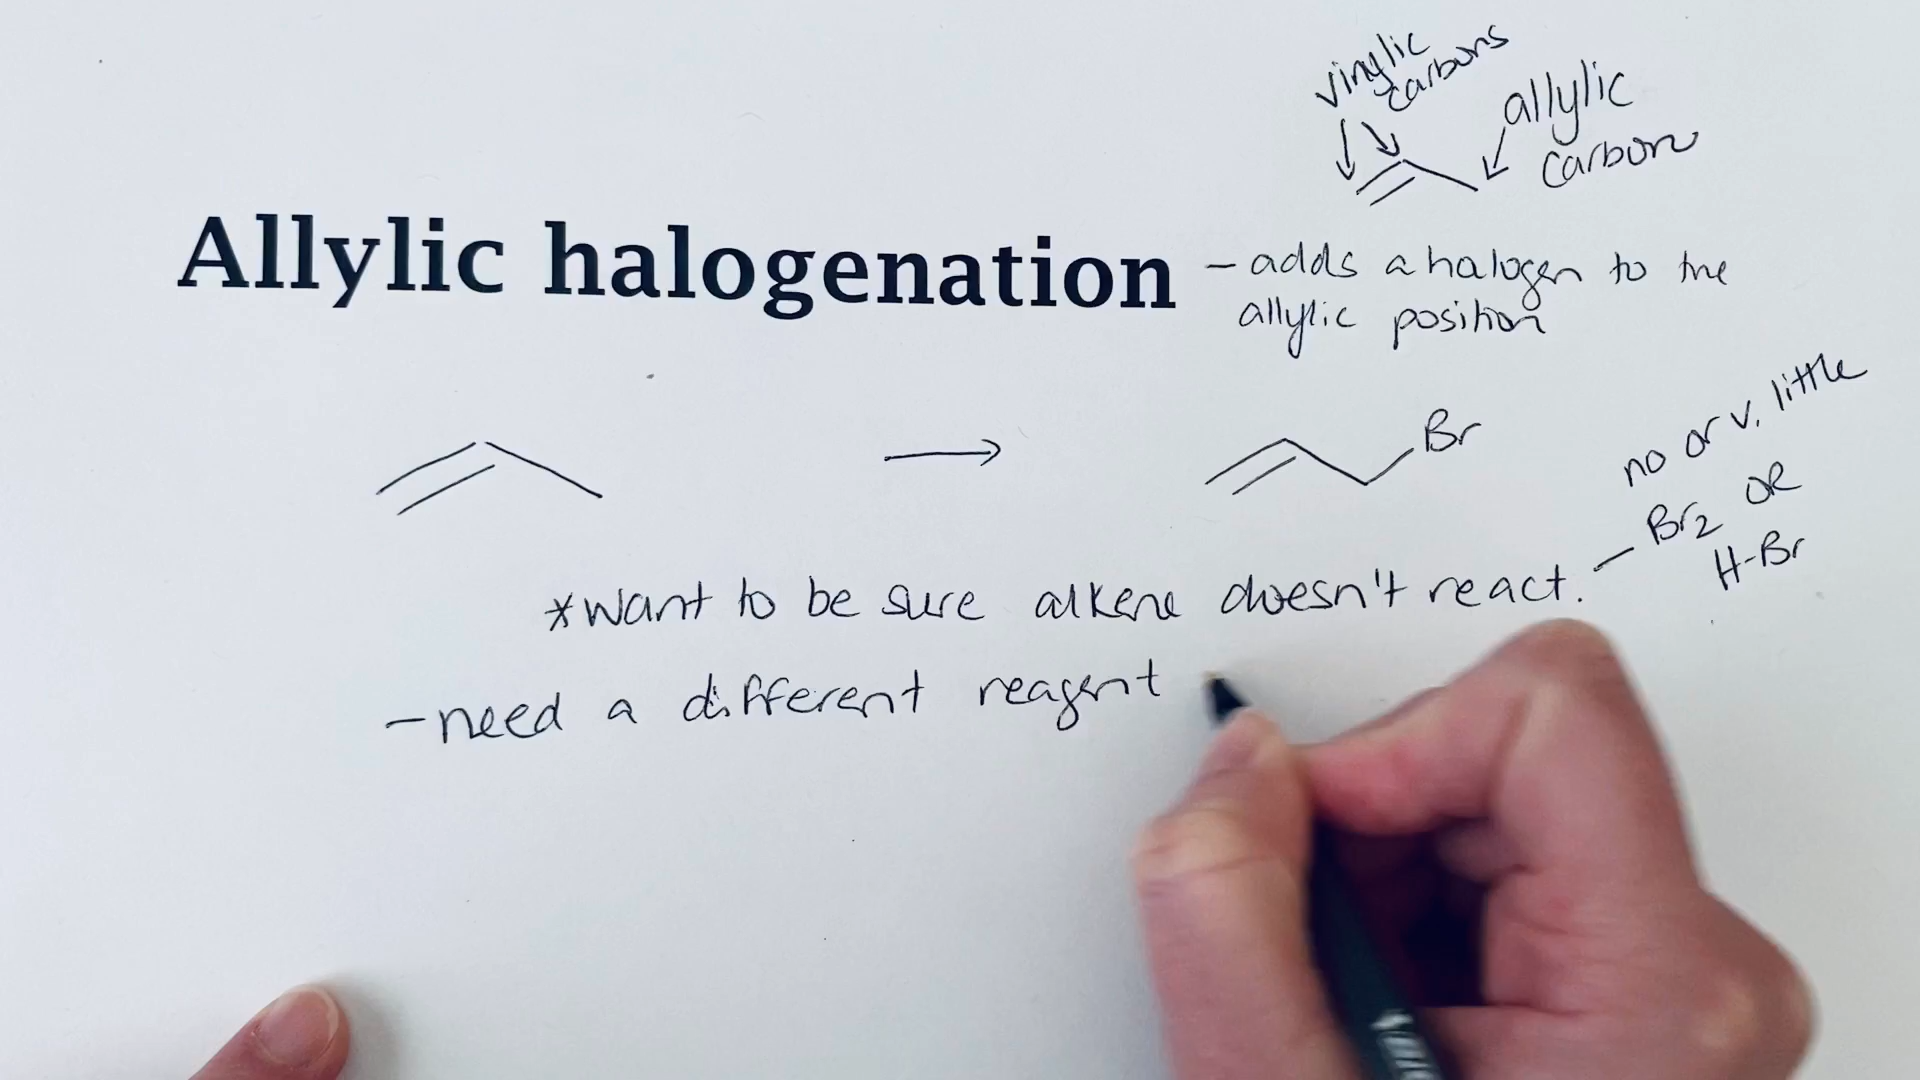 vinylic
carbons
allylic
carbon
Allylic halogenation
- adds a halogen to the
allylic position
Br
no or v. little
Br2 OR
H-Br
*want to be sure alkene doesn't react.
-need a different reagent